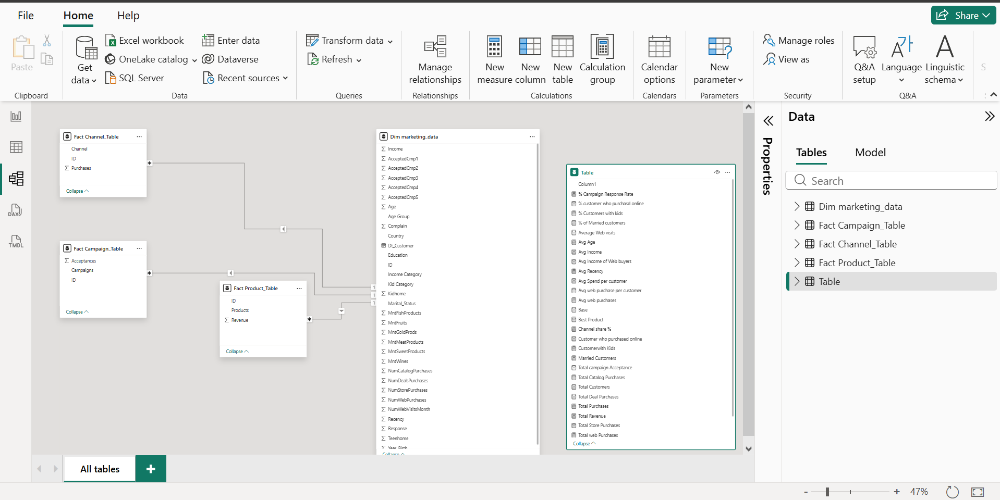 File
Home
Help
Share
Paste
Clipboard
Get
data
Excel workbook
OneLake catalog
SQL Server
Enter data
Dataverse
Recent sources
Data
Transform data
Refresh
Queries
Manage
relationships
Relationships
New
measure
New
column
New
table
Calculation
group
Calculations
Calendar
options
Calendars
New
parameter
Parameters
Manage roles
View as
Security
Q&A
setup
Language
Linguistic
schema
Q&A
DAX
TMDL
Fact Channel_Table
Channel
ID
Purchases
Collapse
Fact Campaign_Table
Acceptances
Campaigns
ID
Collapse
Fact Product_Table
ID
Products
Revenue
Collapse
*
*
*
1
1
1
Dim marketing_data
Income
AcceptedCmp1
AcceptedCmp2
AcceptedCmp3
AcceptedCmp4
AcceptedCmp5
Age
Age Group
Complain
Country
Dt_Customer
Education
ID
Income Category
Kid Category
Kidhome
Marital_Status
MntFishProducts
MntFruits
MntGoldProds
MntMeatProducts
MntSweetProducts
MntWines
NumCatalogPurchases
NumDealsPurchases
NumStorePurchases
NumWebPurchases
NumWebVisitsMonth
Recency
Response
Teenhome
Year_Birth
Collapse
Table
Column1
% Campaign Response Rate
% customer who purchasd online
% Customers with kids
% of Married customers
Average Web visits
Avg Age
Avg Income
Avg Income of Web buyers
Avg Recency
Avg Spend per customer
Avg web purchase per customer
Avg web purchases
Base
Best Product
Channel share %
Customer who purchased online
Customerwith Kids
Married Customers
Total campaign Acceptance
Total Catalog Purchases
Total Customers
Total Deal Purchases
Total Purchases
Total Revenue
Total Store Purchases
Total web Purchases
Collapse
Properties
Data
Tables
Model
Search
Dim marketing_data
Fact Campaign_Table
Fact Channel_Table
Fact Product_Table
Table
All tables
+
- + 47%